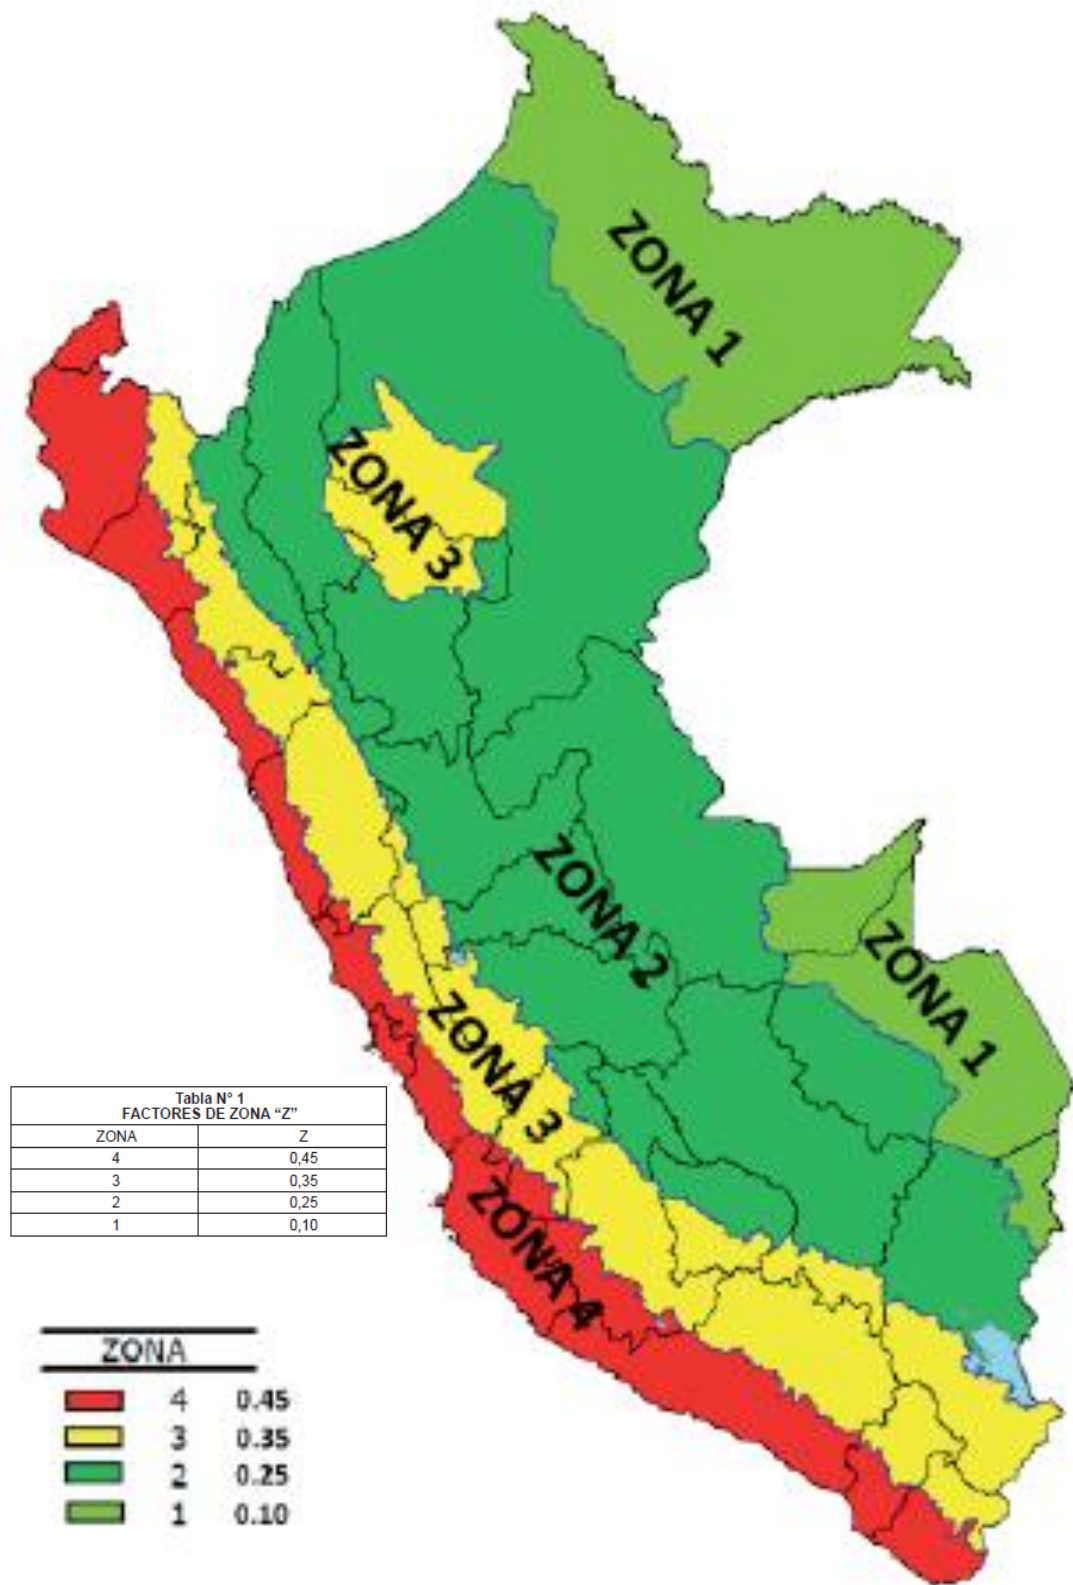 ZONA 1
ZONA 3
ZONA 2
ZONA 1
ZONA 3
ZONA 4
Tabla N° 1
FACTORES DE ZONA “Z”
ZONA Z
4 0,45
3 0,35
2 0,25
1 0,10
ZONA
4 0.45
3 0.35
2 0.25
1 0.10